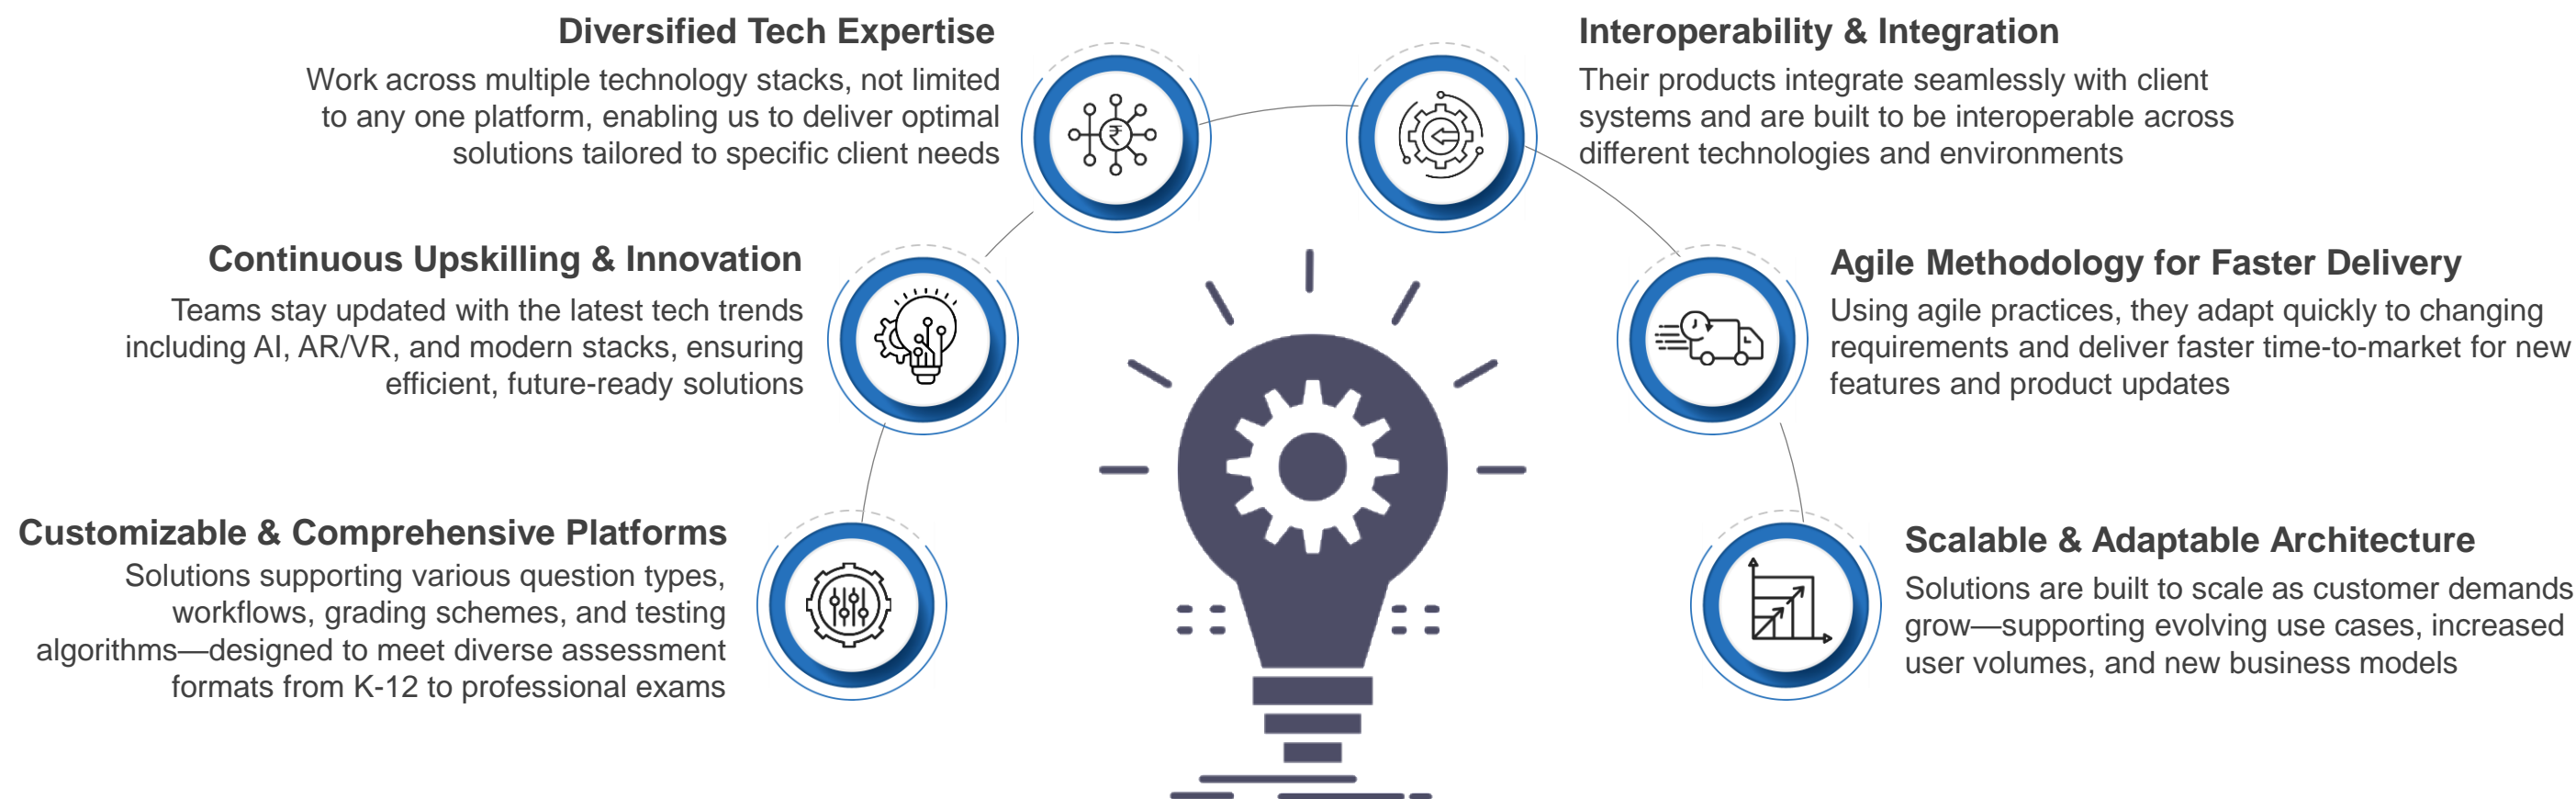 Diversified Tech Expertise
Work across multiple technology stacks, not limited
to any one platform, enabling us to deliver optimal
solutions tailored to specific client needs
Interoperability & Integration
Their products integrate seamlessly with client
systems and are built to be interoperable across
different technologies and environments
Continuous Upskilling & Innovation
Teams stay updated with the latest tech trends
including AI, AR/VR, and modern stacks, ensuring
efficient, future-ready solutions
Agile Methodology for Faster Delivery
Using agile practices, they adapt quickly to changing
requirements and deliver faster time-to-market for new
features and product updates
Customizable & Comprehensive Platforms
Solutions supporting various question types,
workflows, grading schemes, and testing
algorithms—designed to meet diverse assessment
formats from K-12 to professional exams
Scalable & Adaptable Architecture
Solutions are built to scale as customer demands
grow—supporting evolving use cases, increased
user volumes, and new business models
₹